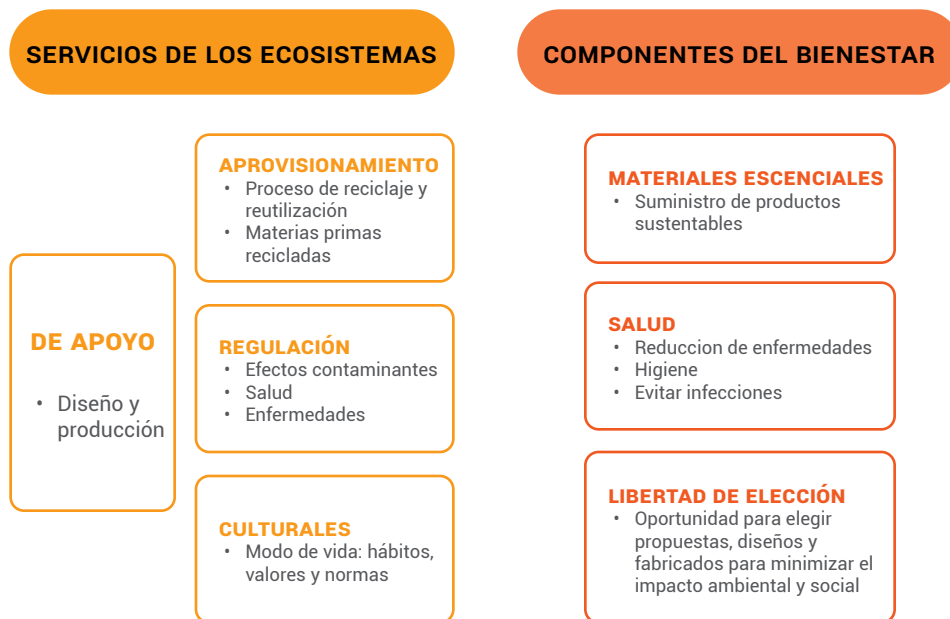 SERVICIOS DE LOS ECOSISTEMAS
COMPONENTES DEL BIENESTAR
DE APOYO
• Diseño y
producción
APROVISIONAMIENTO
• Proceso de reciclaje y
reutilización
• Materias primas
recicladas
REGULACIÓN
• Efectos contaminantes
• Salud
• Enfermedades
CULTURALES
• Modo de vida: hábitos,
valores y normas
MATERIALES ESCENCIALES
• Suministro de productos
sustentables
SALUD
• Reduccion de enfermedades
• Higiene
• Evitar infecciones
LIBERTAD DE ELECCIÓN
• Oportunidad para elegir
propuestas, diseños y
fabricados para minimizar el
impacto ambiental y social